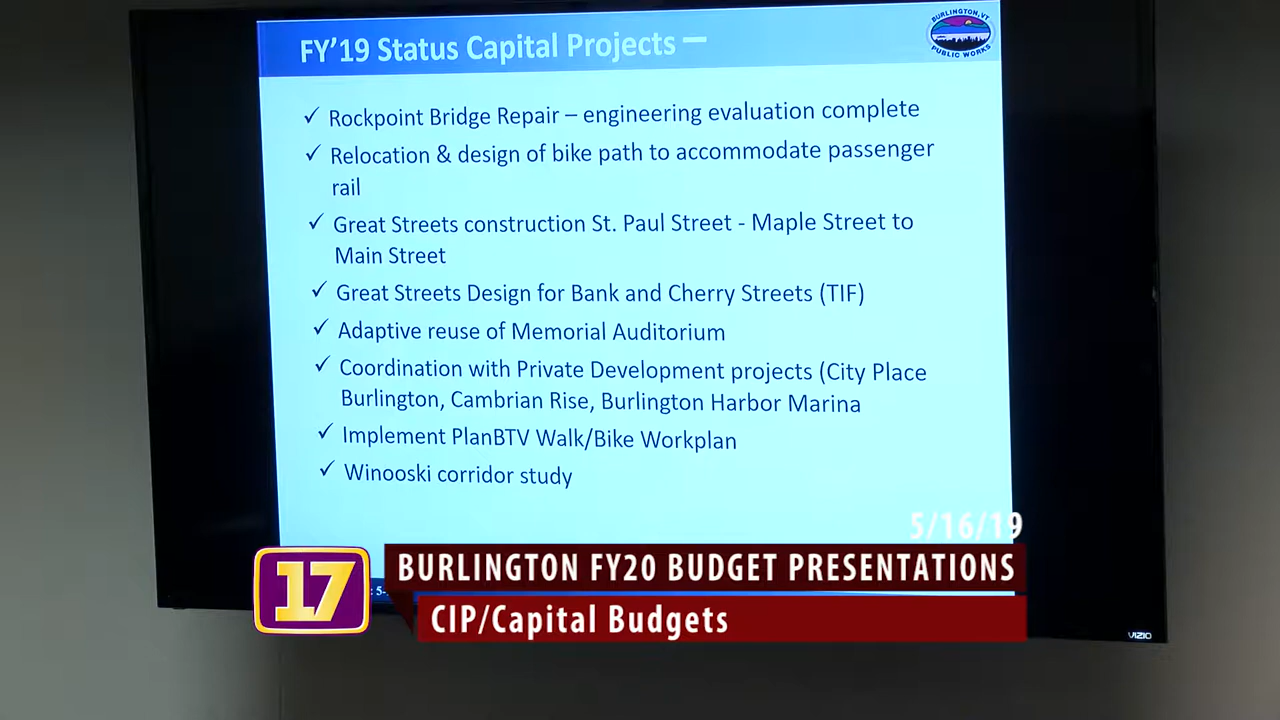 FY'19 Status Capital Projects –
BURLINGTON, VT
PUBLIC WORKS
✓ Rockpoint Bridge Repair – engineering evaluation complete
✓ Relocation & design of bike path to accommodate passenger
rail
✓ Great Streets construction St. Paul Street - Maple Street to
Main Street
✓ Great Streets Design for Bank and Cherry Streets (TIF)
✓ Adaptive reuse of Memorial Auditorium
✓ Coordination with Private Development projects (City Place
Burlington, Cambrian Rise, Burlington Harbor Marina
✓ Implement PlanBTV Walk/Bike Workplan
✓ Winooski corridor study
5/16/19
17
BURLINGTON FY20 BUDGET PRESENTATIONS
CIP/Capital Budgets
VIZIO